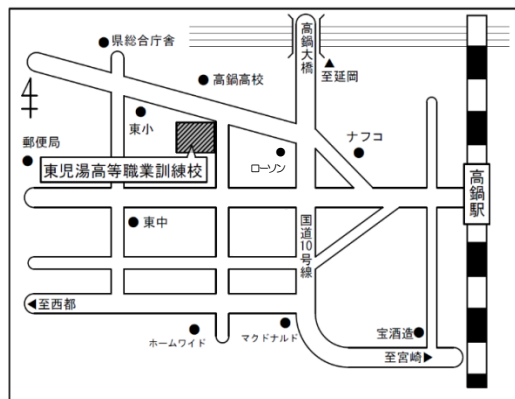 県総合庁舎
高鍋大橋
▲
至延岡
高鍋高校
東小
ナフコ
郵便局
ローソン
東児湯高等職業訓練校
高鍋駅
東中
国道10号線
◀至西都
ホームワイド
マクドナルド
宝酒造
至宮崎▶